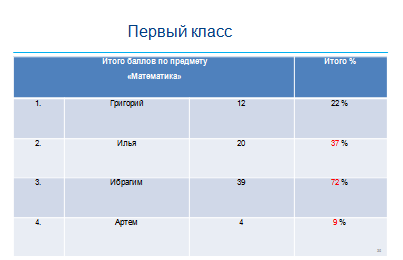 Первый класс
Итого баллов по предмету «Математика» Итого %
1. Григорий 12 22 %
2. Илья 20 37 %
3. Ибрагим 39 72 %
4. Артем 4 9 %